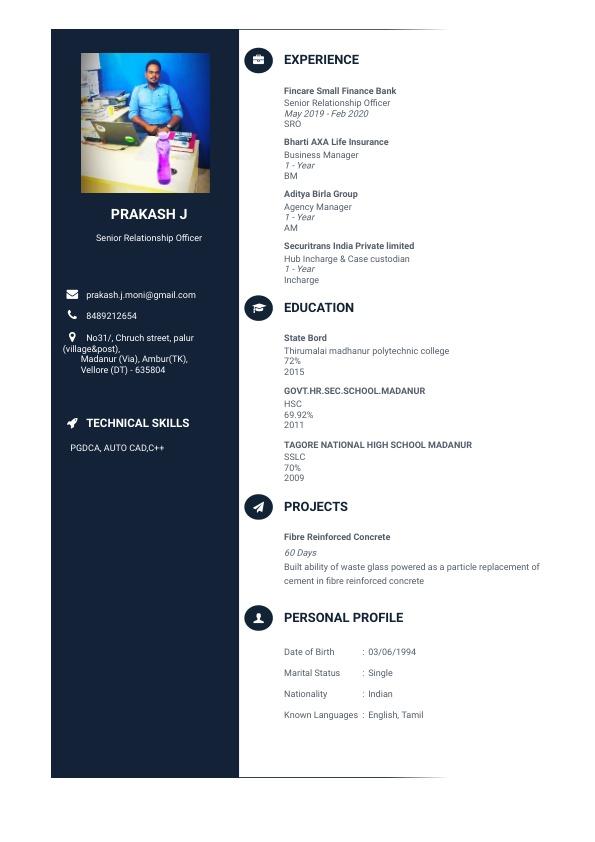 PRAKASH J
Senior Relationship Officer
prakash.j.moni@gmail.com
8489212654
No31/, Chruch street, palur
(village&post),
Madanur (Via), Ambur(TK),
Vellore (DT) - 635804
TECHNICAL SKILLS
PGDCA, AUTO CAD,C++
EXPERIENCE
Fincare Small Finance Bank
Senior Relationship Officer
May 2019 - Feb 2020
SRO
Bharti AXA Life Insurance
Business Manager
1 - Year
BM
Aditya Birla Group
Agency Manager
1 - Year
AM
Securitrans India Private limited
Hub Incharge & Case custodian
1 - Year
Incharge
EDUCATION
State Bord
Thirumalai madhanur polytechnic college
72%
2015
GOVT.HR.SEC.SCHOOL.MADANUR
HSC
69.92%
2011
TAGORE NATIONAL HIGH SCHOOL MADANUR
SSLC
70%
2009
PROJECTS
Fibre Reinforced Concrete
60 Days
Built ability of waste glass powered as a particle replacement of
cement in fibre reinforced concrete
PERSONAL PROFILE
Date of Birth : 03/06/1994
Marital Status : Single
Nationality : Indian
Known Languages : English, Tamil